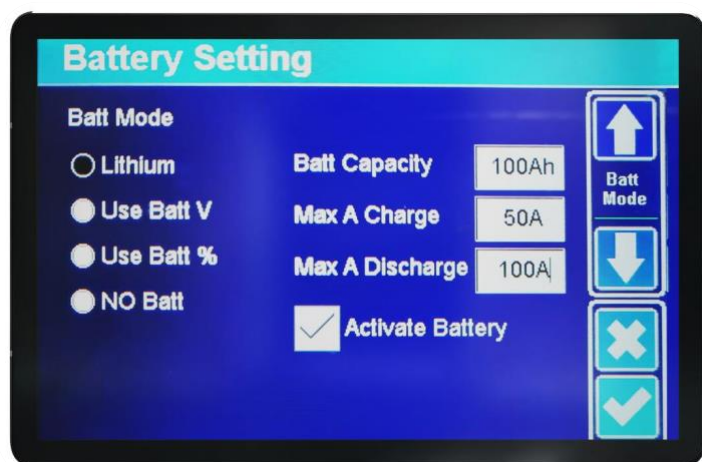 Battery Setting
Batt Mode
Lithium
Use Batt V
Use Batt %
NO Batt
Batt Capacity 100Ah
Max A Charge 50A
Max A Discharge 100A
Activate Battery
Batt
Mode